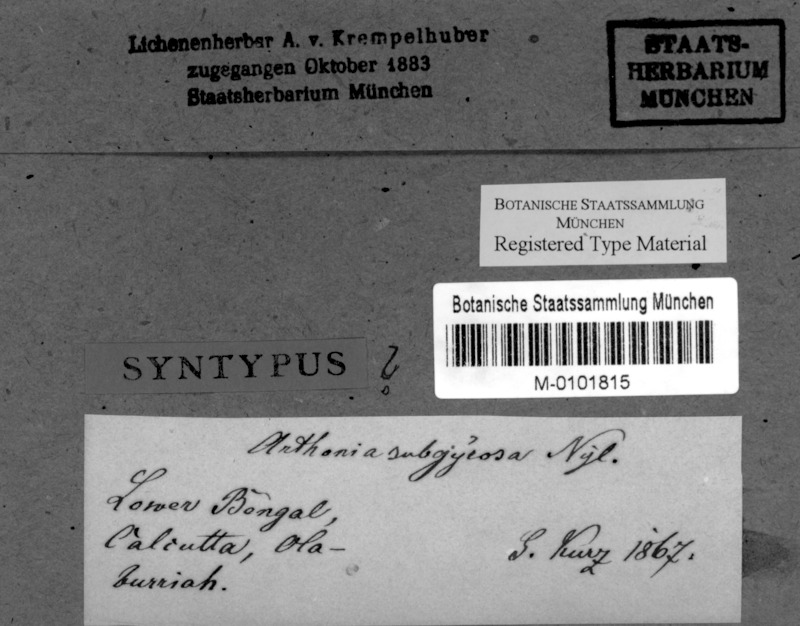 Lichenenherbar A. v. Krempelhuber
zugegangen Oktober 1883
Staatsherbarium München
STAATS-
HERBARIUM
MÜNCHEN
BOTANISCHE STAATSSAMMLUNG
MÜNCHEN
Registered Type Material
Botanische Staatssammlung München
M-0101815
SYNTYPUS ?
Arthonia subgyrosa Nyl.
Lower Bengal,
Calcutta, Ola-
burriah.
S. Kurz 1867.